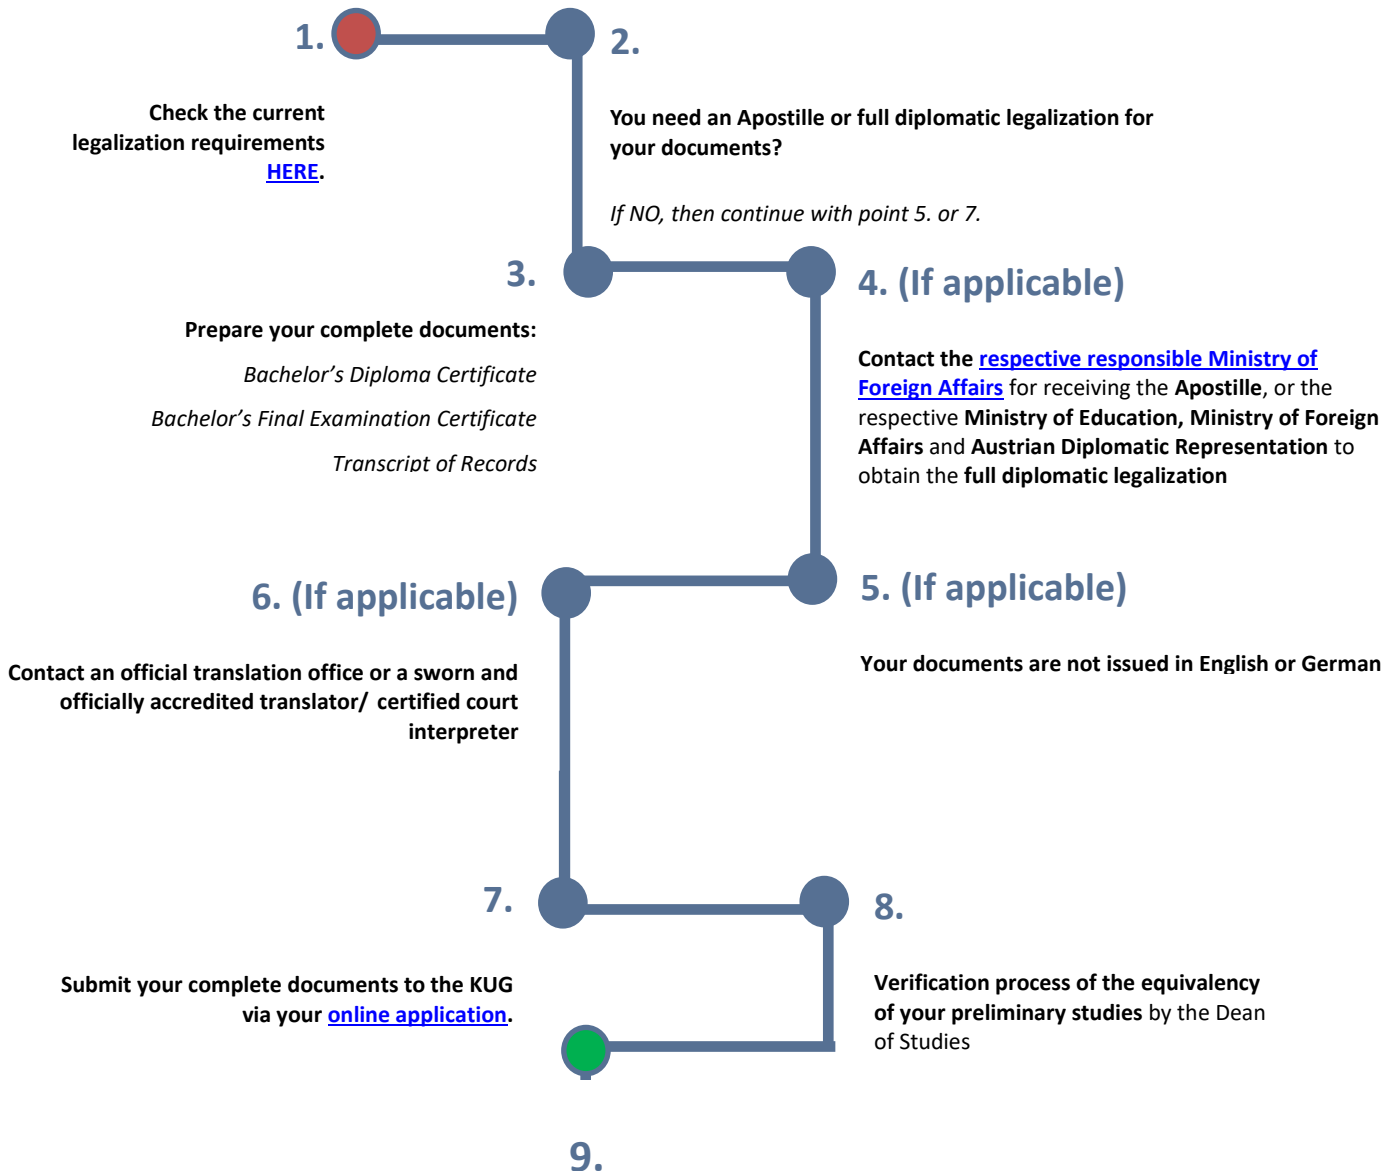 1.
Check the current
legalization requirements
HERE.
2.
You need an Apostille or full diplomatic legalization for
your documents?
If NO, then continue with point 5. or 7.
3.
Prepare your complete documents:
Bachelor’s Diploma Certificate
Bachelor’s Final Examination Certificate
Transcript of Records
4. (If applicable)
Contact the respective responsible Ministry of
Foreign Affairs for receiving the Apostille, or the
respective Ministry of Education, Ministry of Foreign
Affairs and Austrian Diplomatic Representation to
obtain the full diplomatic legalization
5. (If applicable)
Your documents are not issued in English or German
6. (If applicable)
Contact an official translation office or a sworn and
officially accredited translator/ certified court
interpreter
7.
Submit your complete documents to the KUG
via your online application.
8.
Verification process of the equivalency
of your preliminary studies by the Dean
of Studies
9.